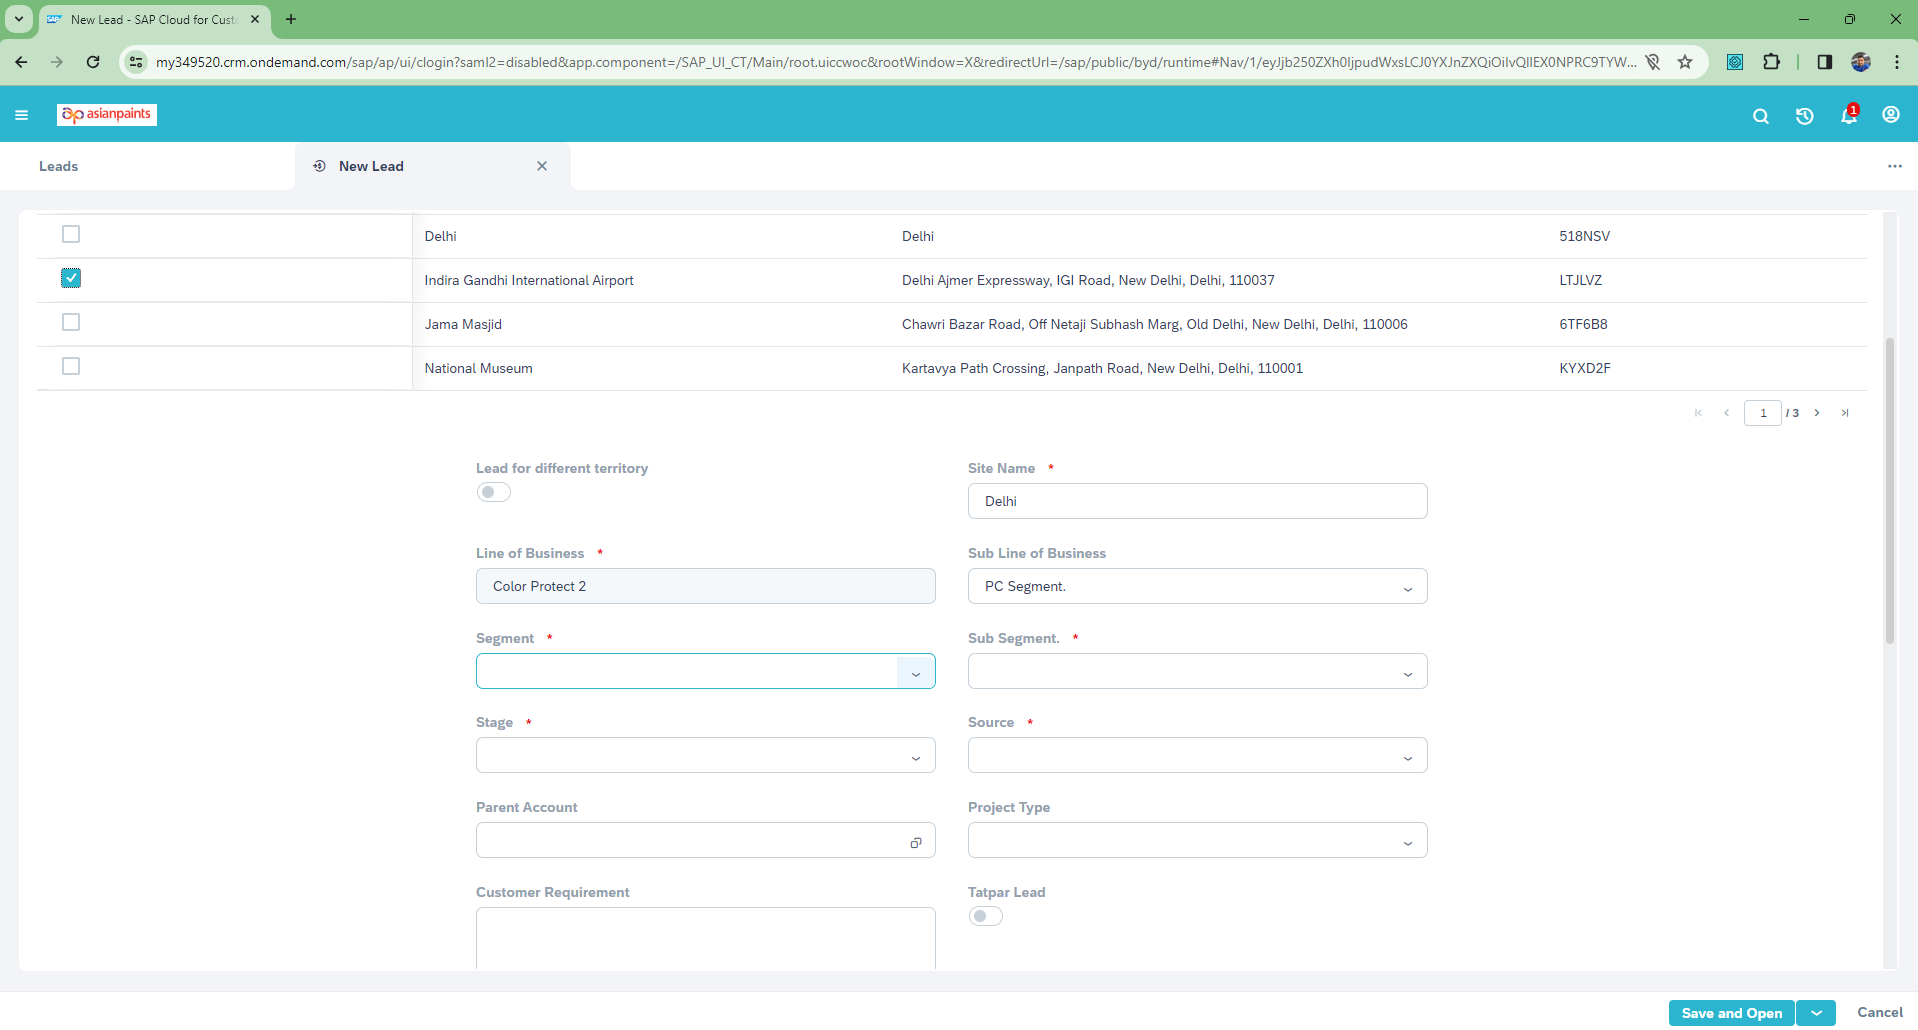 New Lead - SAP Cloud for Cust
my349520.crm.ondemand.com/sap/ap/ui/clogin?saml2=disabled&app.component=/SAP_UI_CT/Main/root.uiccwoc&rootWindow=X&redirectUrl=/sap/public/byd/runtime#Nav/1/eyJjb250ZXh0IjpudWxsLCJ0YXJnZXQiOiIvQllEX0NPRC9TYW...
asianpaints
1
Leads
New Lead
Delhi Delhi 518NSV
Indira Gandhi International Airport Delhi Ajmer Expressway, IGI Road, New Delhi, Delhi, 110037 LTJLVZ
Jama Masjid Chawri Bazar Road, Off Netaji Subhash Marg, Old Delhi, New Delhi, Delhi, 110006 6TF6B8
National Museum Kartavya Path Crossing, Janpath Road, New Delhi, Delhi, 110001 KYXD2F
1 / 3
Lead for different territory Site Name *
Delhi
Line of Business * Sub Line of Business
Color Protect 2 PC Segment.
Segment * Sub Segment. *
Stage * Source *
Parent Account Project Type
Customer Requirement Tatpar Lead
Save and Open Cancel